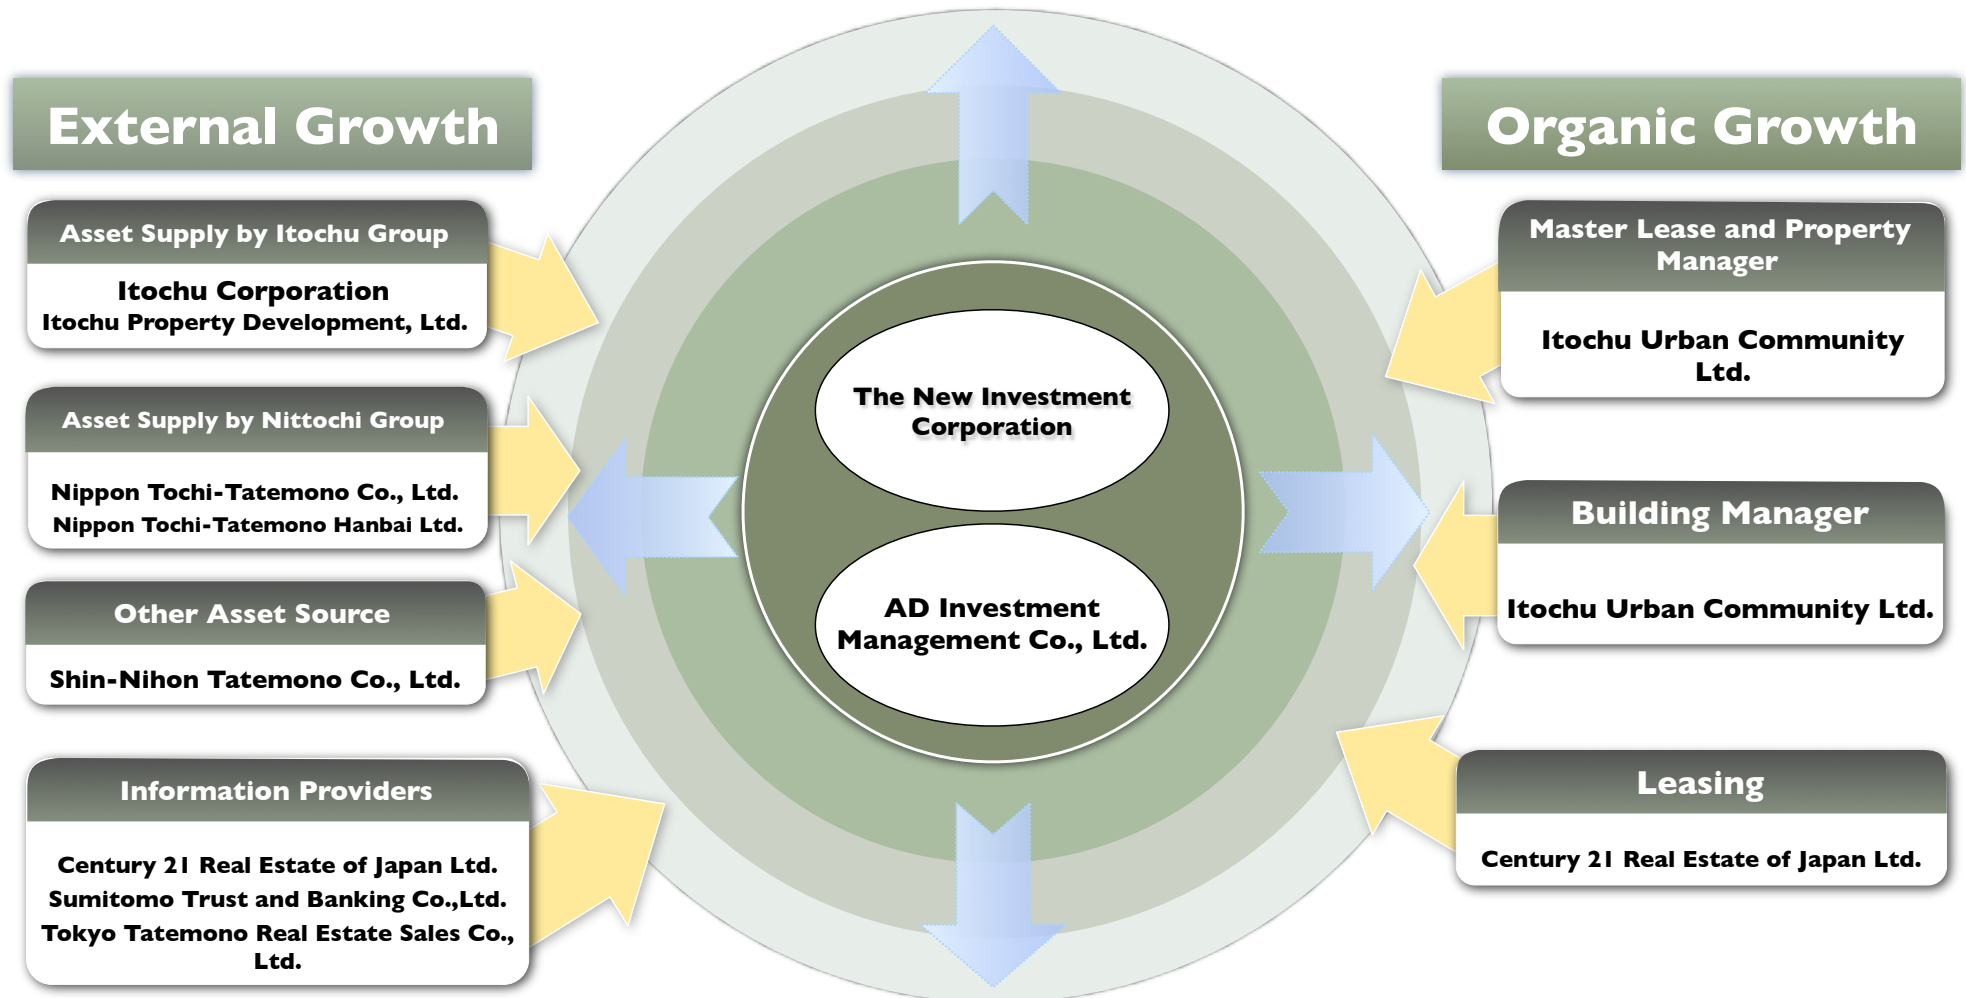 External Growth
Asset Supply by Itochu Group
Itochu Corporation
Itochu Property Development, Ltd.
Asset Supply by Nittochi Group
Nippon Tochi-Tatemono Co., Ltd.
Nippon Tochi-Tatemono Hanbai Ltd.
Other Asset Source
Shin-Nihon Tatemono Co., Ltd.
Information Providers
Century 21 Real Estate of Japan Ltd.
Sumitomo Trust and Banking Co.,Ltd.
Tokyo Tatemono Real Estate Sales Co.,
Ltd.
The New Investment
Corporation
AD Investment
Management Co., Ltd.
Organic Growth
Master Lease and Property
Manager
Itochu Urban Community
Ltd.
Building Manager
Itochu Urban Community Ltd.
Leasing
Century 21 Real Estate of Japan Ltd.